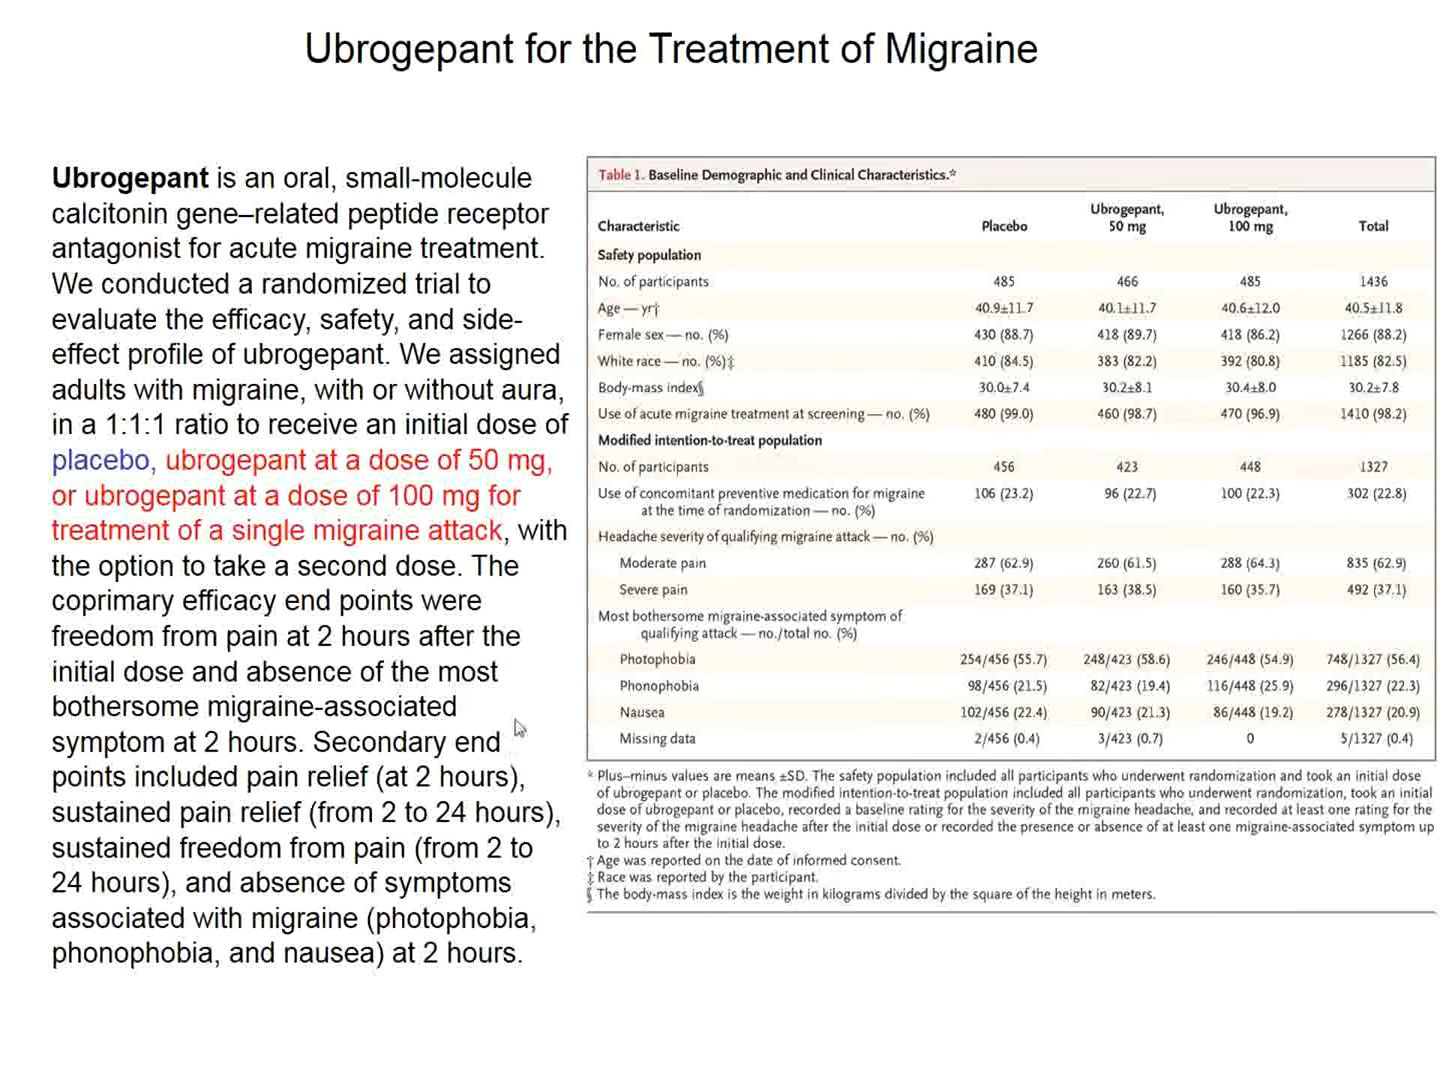 Ubrogepant for the Treatment of Migraine
Ubrogepant is an oral, small-molecule
calcitonin gene–related peptide receptor
antagonist for acute migraine treatment.
We conducted a randomized trial to
evaluate the efficacy, safety, and side-
effect profile of ubrogepant. We assigned
adults with migraine, with or without aura,
in a 1:1:1 ratio to receive an initial dose of
placebo, ubrogepant at a dose of 50 mg,
or ubrogepant at a dose of 100 mg for
treatment of a single migraine attack, with
the option to take a second dose. The
coprimary efficacy end points were
freedom from pain at 2 hours after the
initial dose and absence of the most
bothersome migraine-associated
symptom at 2 hours. Secondary end
points included pain relief (at 2 hours),
sustained pain relief (from 2 to 24 hours),
sustained freedom from pain (from 2 to
24 hours), and absence of symptoms
associated with migraine (photophobia,
phonophobia, and nausea) at 2 hours.
Table 1. Baseline Demographic and Clinical Characteristics.*
Characteristic Placebo Ubrogepant, 50 mg Ubrogepant, 100 mg Total
Safety population
No. of participants 485 466 485 1436
Age — yr† 40.9±11.7 40.1±11.7 40.6±12.0 40.5±11.8
Female sex — no. (%) 430 (88.7) 418 (89.7) 418 (86.2) 1266 (88.2)
White race — no. (%)‡ 410 (84.5) 383 (82.2) 392 (80.8) 1185 (82.5)
Body-mass index§ 30.0±7.4 30.2±8.1 30.4±8.0 30.2±7.8
Use of acute migraine treatment at screening — no. (%) 480 (99.0) 460 (98.7) 470 (96.9) 1410 (98.2)
Modified intention-to-treat population
No. of participants 456 423 448 1327
Use of concomitant preventive medication for migraine 106 (23.2) 96 (22.7) 100 (22.3) 302 (22.8)
at the time of randomization — no. (%)
Headache severity of qualifying migraine attack — no. (%)
Moderate pain 287 (62.9) 260 (61.5) 288 (64.3) 835 (62.9)
Severe pain 169 (37.1) 163 (38.5) 160 (35.7) 492 (37.1)
Most bothersome migraine-associated symptom of
qualifying attack — no./total no. (%)
Photophobia 254/456 (55.7) 248/423 (58.6) 246/448 (54.9) 748/1327 (56.4)
Phonophobia 98/456 (21.5) 82/423 (19.4) 116/448 (25.9) 296/1327 (22.3)
Nausea 102/456 (22.4) 90/423 (21.3) 86/448 (19.2) 278/1327 (20.9)
Missing data 2/456 (0.4) 3/423 (0.7) 0 5/1327 (0.4)
* Plus–minus values are means ±SD. The safety population included all participants who underwent randomization and took an initial dose
of ubrogepant or placebo. The modified intention-to-treat population included all participants who underwent randomization, took an initial
dose of ubrogepant or placebo, recorded a baseline rating for the severity of the migraine headache, and recorded at least one rating for the
severity of the migraine headache after the initial dose or recorded the presence or absence of at least one migraine-associated symptom up
to 2 hours after the initial dose.
† Age was reported on the date of informed consent.
‡ Race was reported by the participant.
§ The body-mass index is the weight in kilograms divided by the square of the height in meters.